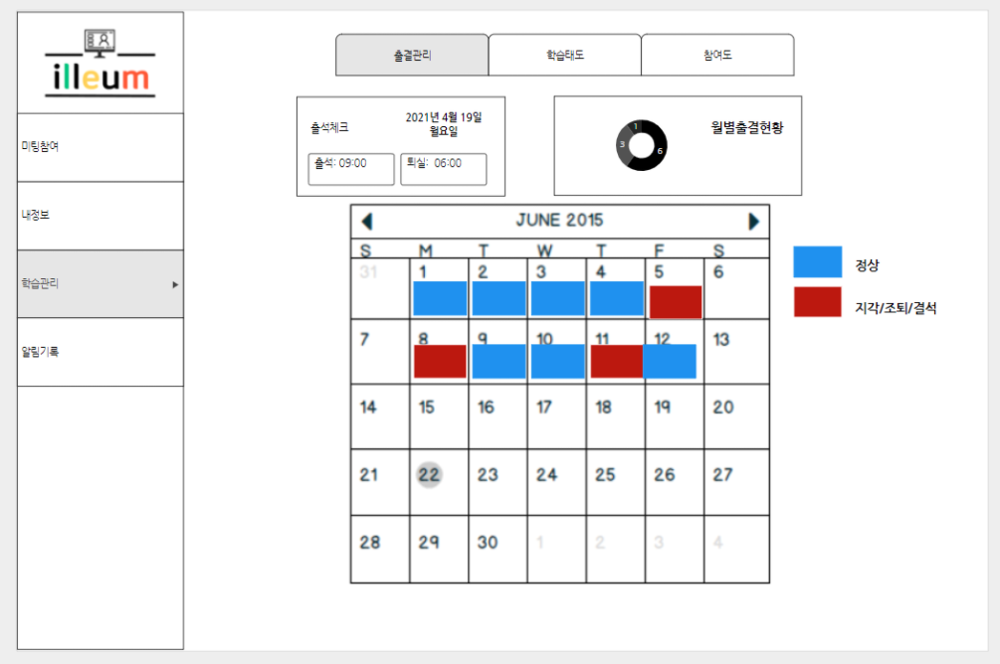 illeum
미팅참여
내정보
학습관리
알림기록
출결관리 학습태도 참여도
출석체크
2021년 4월 19일
월요일
출석: 09:00 퇴실: 06:00
월별출결현황
1
3
6
JUNE 2015
S M T W T F S
31 1 2 3 4 5 6
7 8 9 10 11 12 13
14 15 16 17 18 19 20
21 22 23 24 25 26 27
28 29 30 1 2 3 4
정상
지각/조퇴/결석